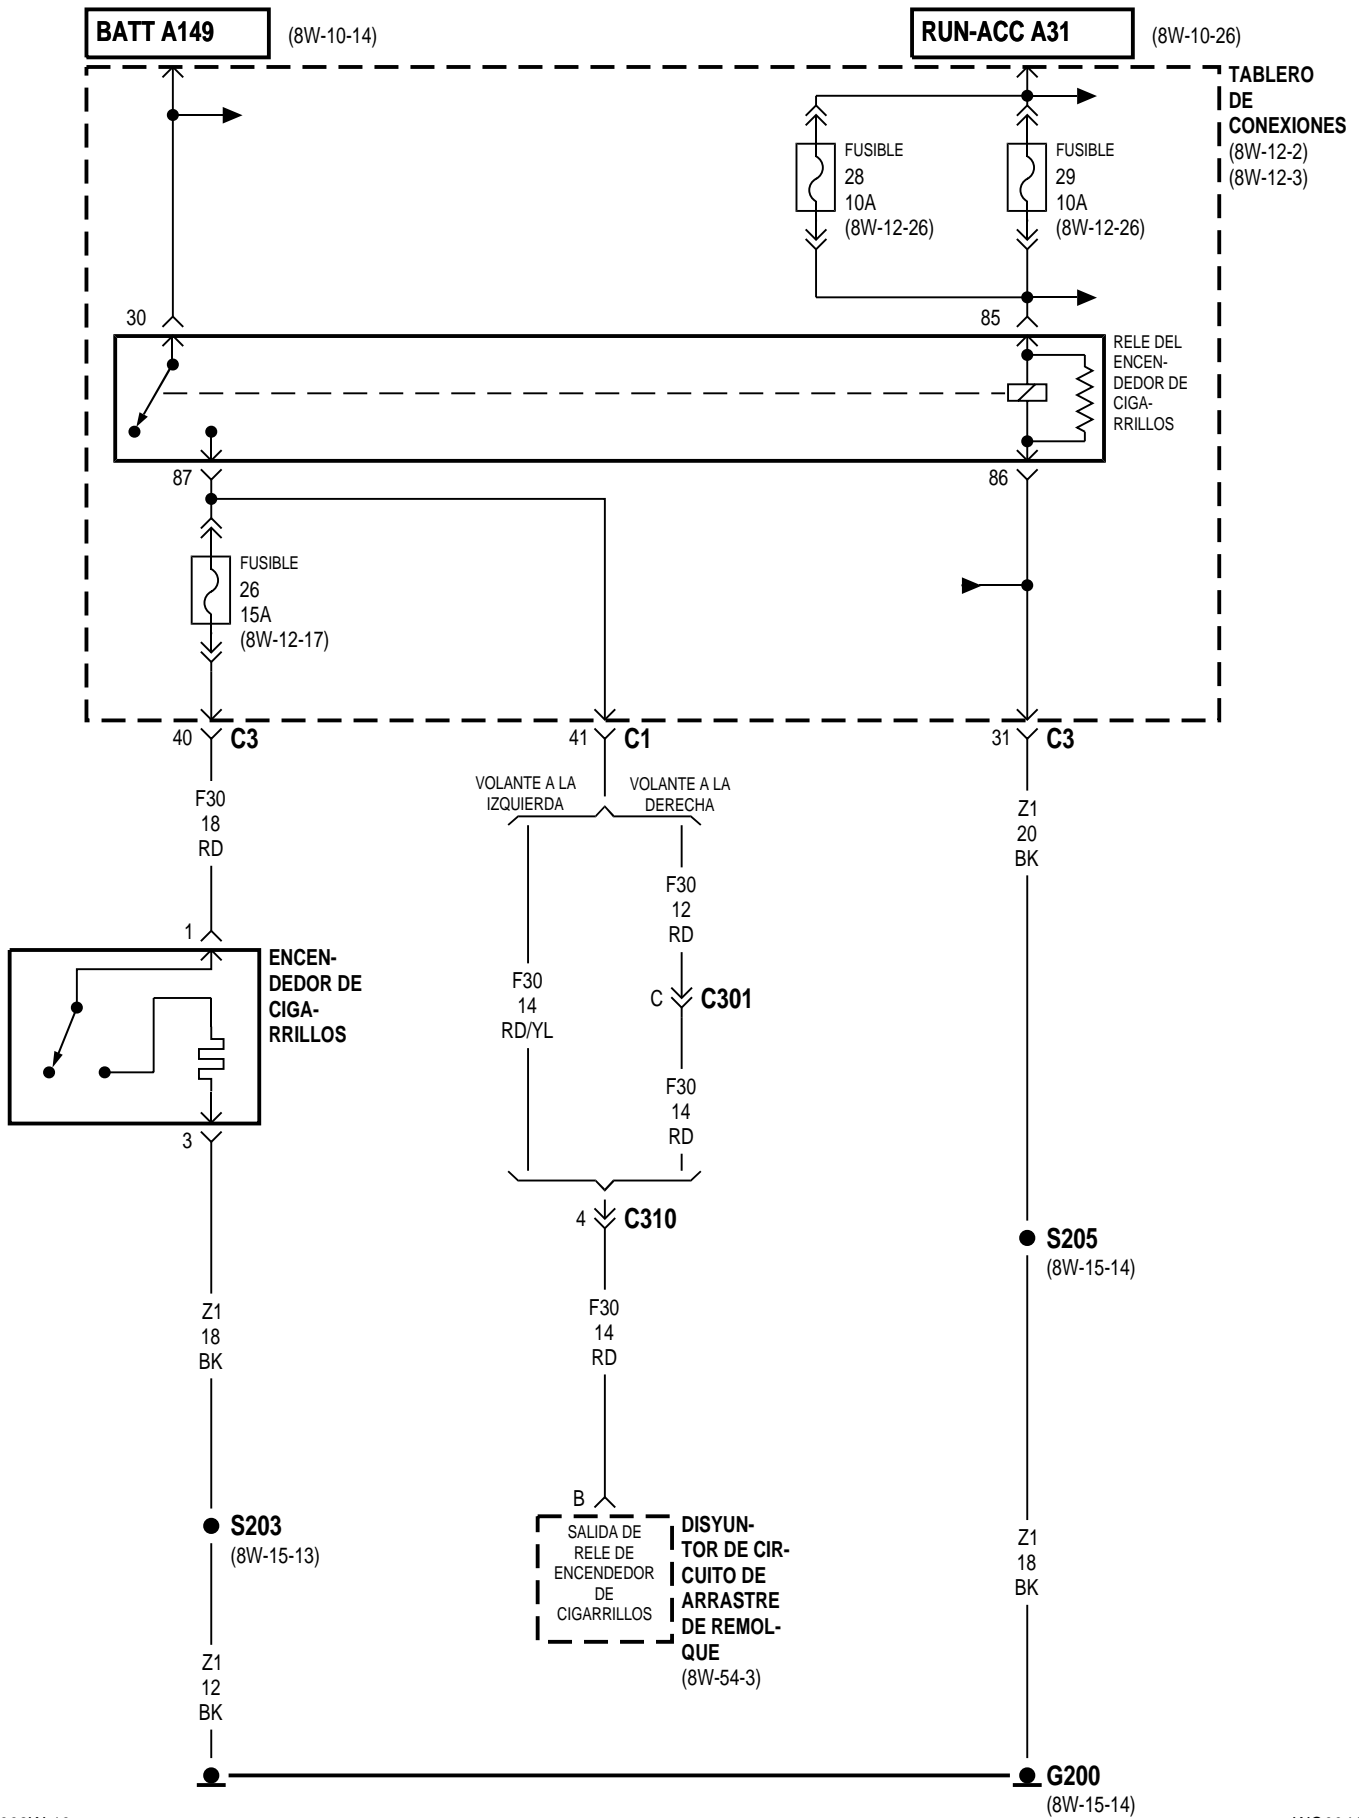 BATT A149
(8W-10-14)
RUN-ACC A31
(8W-10-26)
TABLERO
DE
CONEXIONES
(8W-12-2)
(8W-12-3)
FUSIBLE
28
10A
(8W-12-26)
FUSIBLE
29
10A
(8W-12-26)
30
85
RELE DEL
ENCEN-
DEDOR DE
CIGA-
RRILLOS
87
86
FUSIBLE
26
15A
(8W-12-17)
40
C3
41
C1
31
C3
VOLANTE A LA
IZQUIERDA
VOLANTE A LA
DERECHA
F30
18
RD
Z1
20
BK
F30
12
RD
1
ENCEN-
DEDOR DE
CIGA-
RRILLOS
F30
14
RD/YL
C
C301
F30
14
RD
3
4
C310
S205
(8W-15-14)
Z1
18
BK
F30
14
RD
B
S203
(8W-15-13)
SALIDA DE
RELE DE
ENCENDEDOR
DE
CIGARRILLOS
DISYUN-
TOR DE CIR-
CUITO DE
ARRASTRE
DE REMOL-
QUE
(8W-54-3)
Z1
18
BK
Z1
12
BK
G200
(8W-15-14)